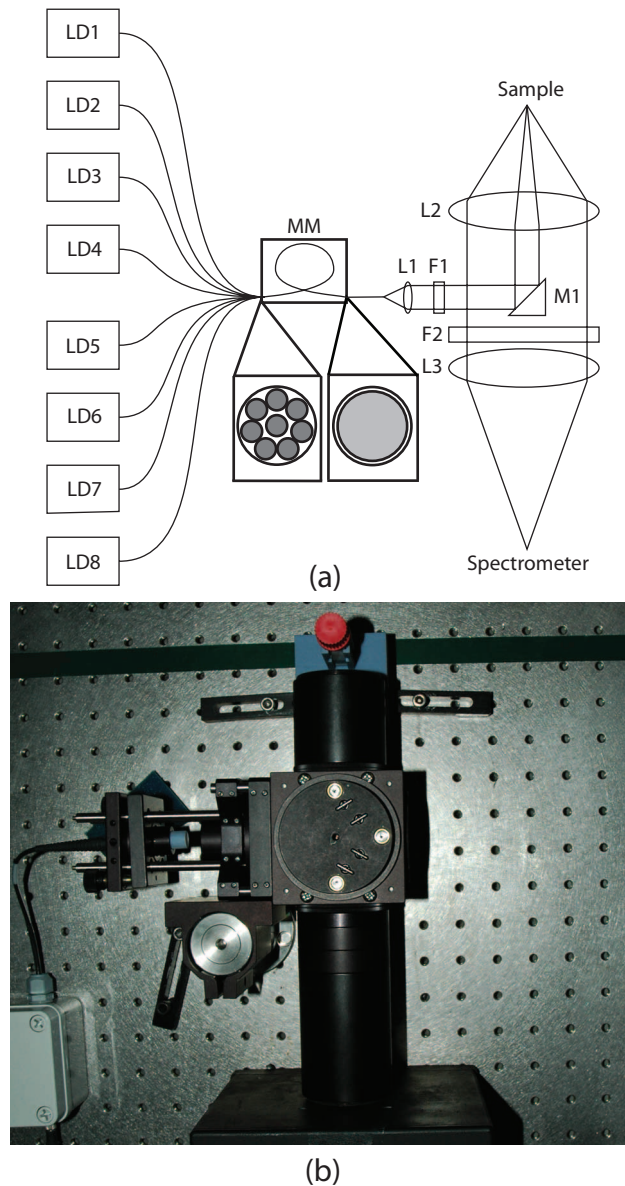 LD1
LD2
LD3
LD4
LD5
LD6
LD7
LD8
MM
L1
F1
Sample
L2
M1
F2
L3
Spectrometer
(a)
(b)